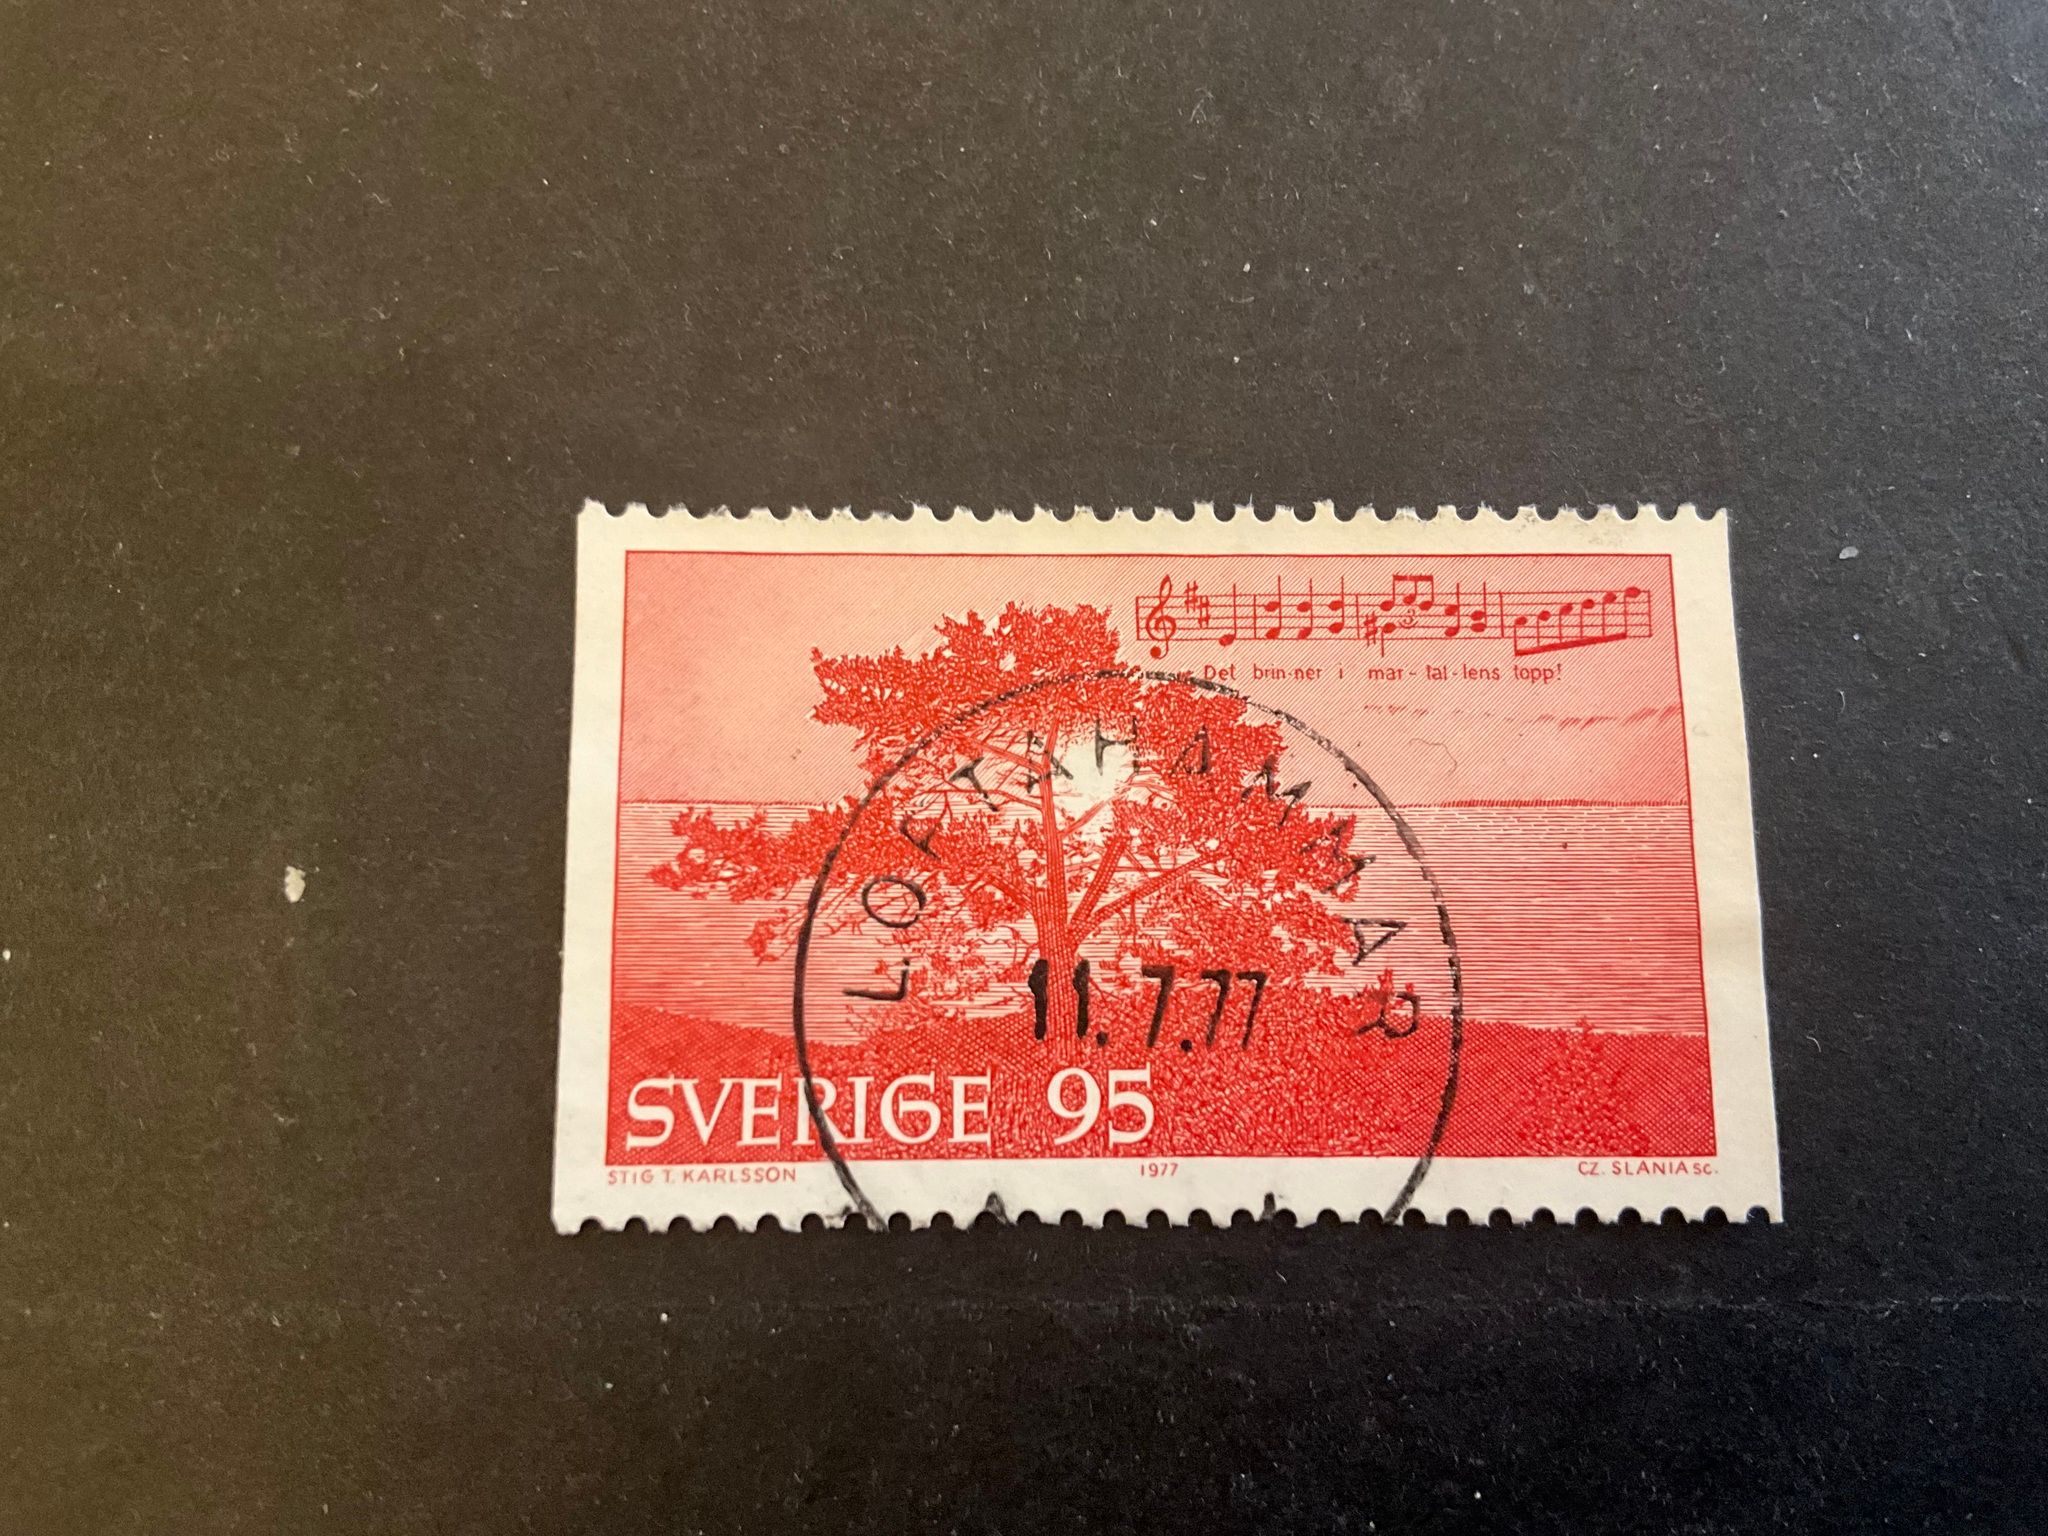 3
Det brin-ner i mar-tal-lens topp!
LOFTAHAMMAR
11.7.77
SVERIGE 95
STIG T. KARLSSON 1977 CZ. SLANIA SC.